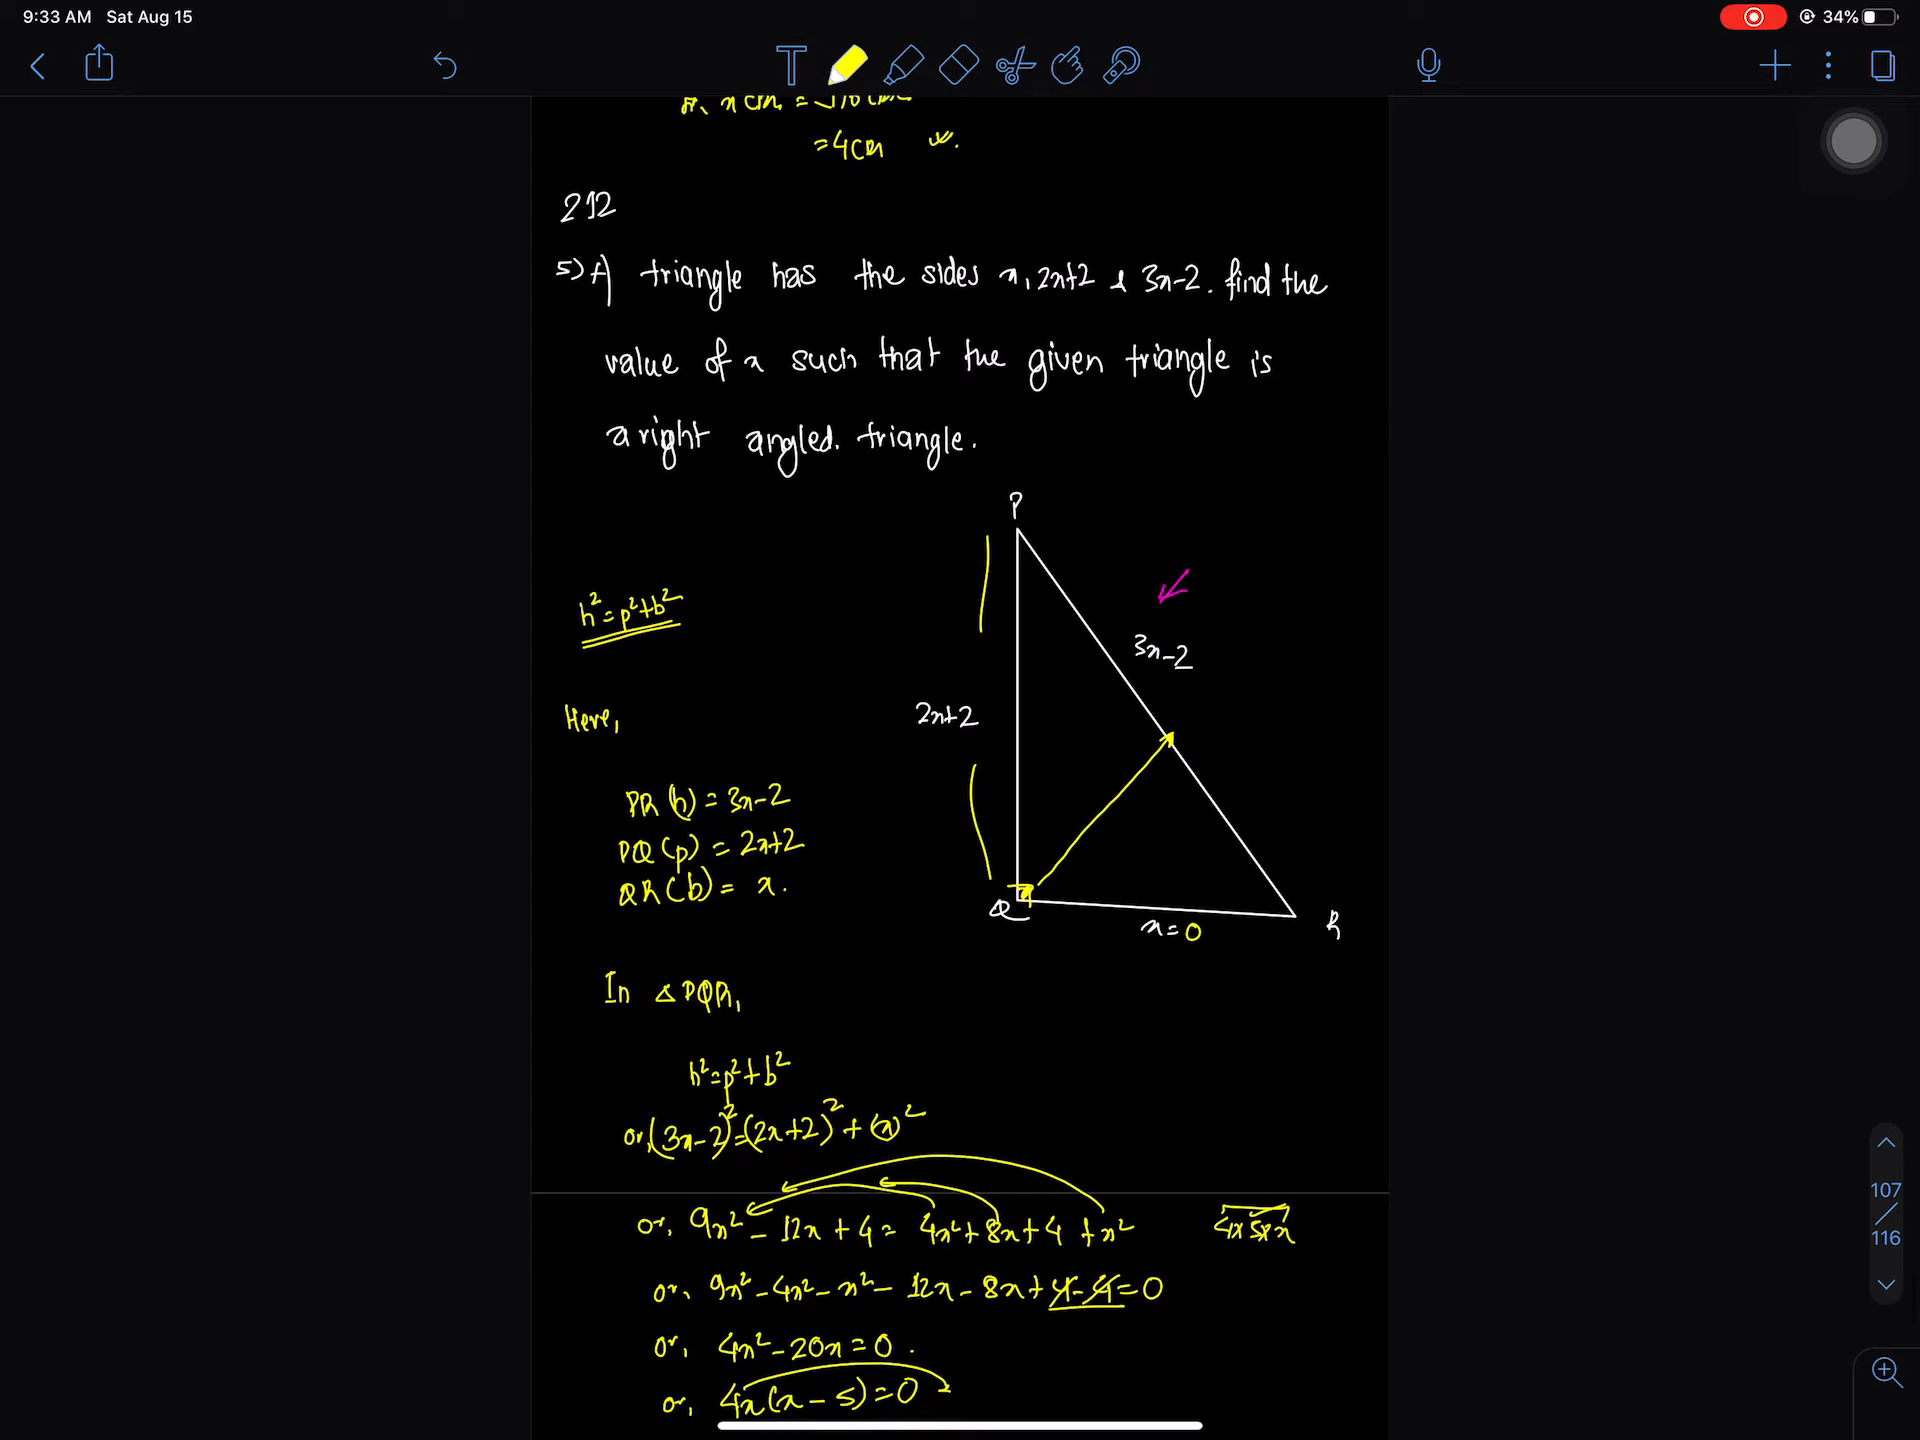 9:33 AM Sat Aug 15
34%
= 4cm
212
5) A triangle has the sides x, 2x+2 & 3x-2. find the
value of x such that the given triangle is
a right angled. triangle.
P
h²=p²+b²
3x-2
Here,
2x+2
PR (h) = 3x-2
PQ (p) = 2x+2
QR (b) = x.
Q
x=0
R
In △PQR,
h²=p²+b²
or, (3x-2)²=(2x+2)²+(x)²
or, 9x² - 12x + 4 = 4x²+8x+4 +x²
or, 9x²-4x²-x²-12x-8x+4-4=0
or, 4x²-20x=0.
or, 4x(x-5)=0
107
116